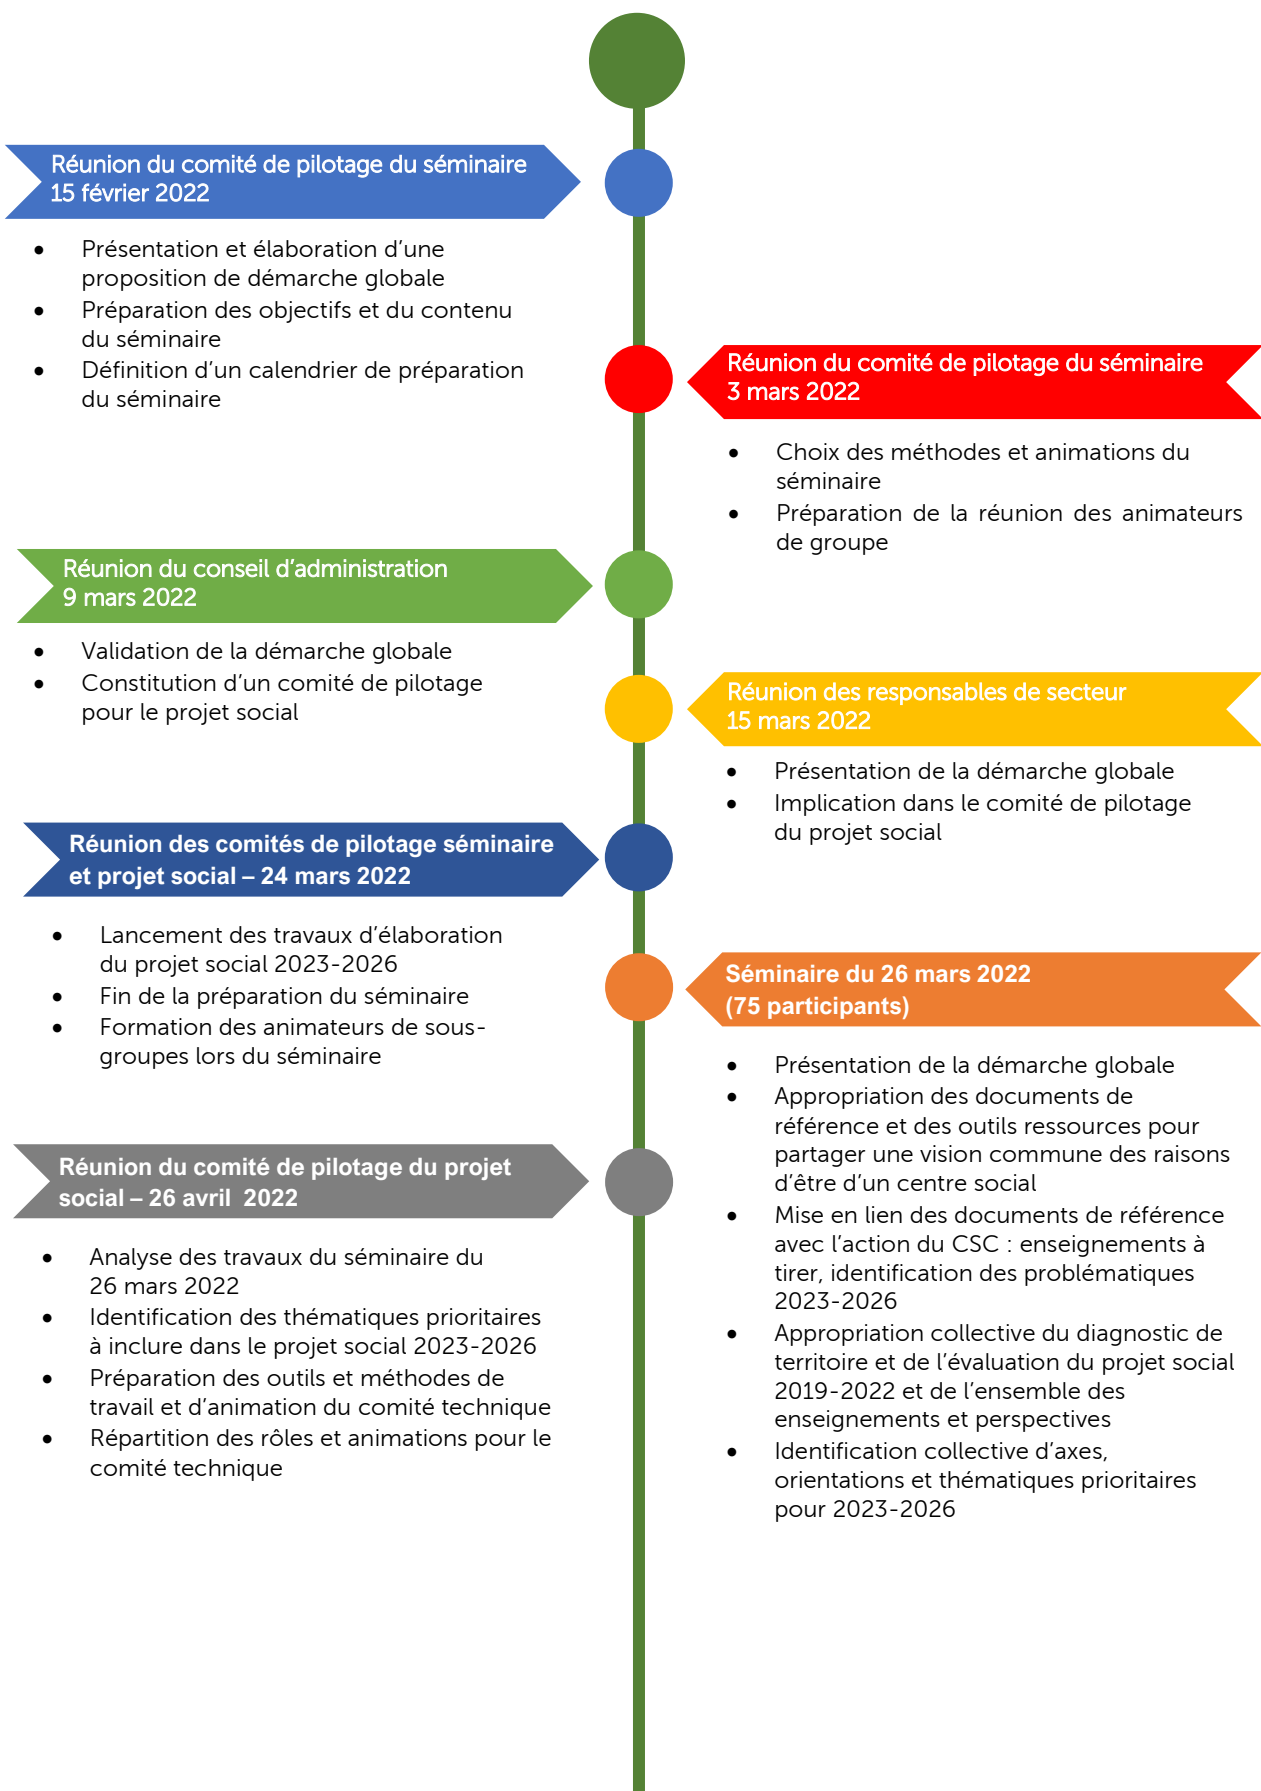 Réunion du comité de pilotage du séminaire
15 février 2022
• Présentation et élaboration d’une
proposition de démarche globale
• Préparation des objectifs et du contenu
du séminaire
• Définition d’un calendrier de préparation
du séminaire
Réunion du comité de pilotage du séminaire
3 mars 2022
• Choix des méthodes et animations du
séminaire
• Préparation de la réunion des animateurs
de groupe
Réunion du conseil d’administration
9 mars 2022
• Validation de la démarche globale
• Constitution d’un comité de pilotage
pour le projet social
Réunion des responsables de secteur
15 mars 2022
• Présentation de la démarche globale
• Implication dans le comité de pilotage
du projet social
Réunion des comités de pilotage séminaire
et projet social – 24 mars 2022
• Lancement des travaux d’élaboration
du projet social 2023-2026
• Fin de la préparation du séminaire
• Formation des animateurs de sous-
groupes lors du séminaire
Séminaire du 26 mars 2022
(75 participants)
• Présentation de la démarche globale
• Appropriation des documents de
référence et des outils ressources pour
partager une vision commune des raisons
d’être d’un centre social
• Mise en lien des documents de référence
avec l’action du CSC : enseignements à
tirer, identification des problématiques
2023-2026
• Appropriation collective du diagnostic de
territoire et de l’évaluation du projet social
2019-2022 et de l’ensemble des
enseignements et perspectives
• Identification collective d’axes,
orientations et thématiques prioritaires
pour 2023-2026
Réunion du comité de pilotage du projet
social – 26 avril  2022
• Analyse des travaux du séminaire du
26 mars 2022
• Identification des thématiques prioritaires
à inclure dans le projet social 2023-2026
• Préparation des outils et méthodes de
travail et d’animation du comité technique
• Répartition des rôles et animations pour le
comité technique